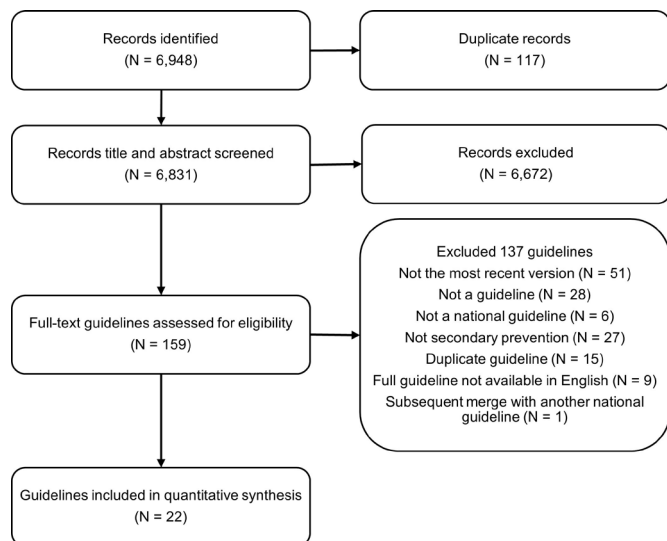 Records identified
(N = 6,948)
Duplicate records
(N = 117)
Records title and abstract screened
(N = 6,831)
Records excluded
(N = 6,672)
Full-text guidelines assessed for eligibility
(N = 159)
Excluded 137 guidelines
Not the most recent version (N = 51)
Not a guideline (N = 28)
Not a national guideline (N = 6)
Not secondary prevention (N = 27)
Duplicate guideline (N = 15)
Full guideline not available in English (N = 9)
Subsequent merge with another national
guideline (N = 1)
Guidelines included in quantitative synthesis
(N = 22)